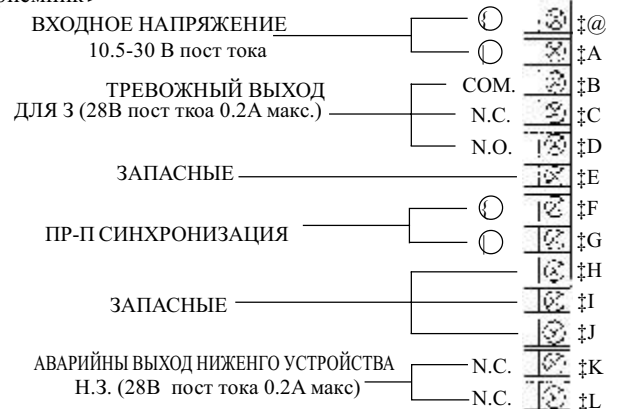 ВХОДНОЕ НАПРЯЖЕНИЕ
10.5-30 В пост тока
ТРЕВОЖНЫЙ ВЫХОД
ДЛЯ З (28В пост ткоа 0.2А макс.)
ЗАПАСНЫЕ
ПР-П СИНХРОНИЗАЦИЯ
ЗАПАСНЫЕ
АВАРИЙНЫ ВЫХОД НИЖЕНГО УСТРОЙСТВА
Н.З. (28В пост тока 0.2А макс)
COM.
N.C.
N.O.
N.C.
N.C.
‡@
‡A
‡B
‡C
‡D
‡E
‡F
‡G
‡H
‡I
‡J
‡K
‡L